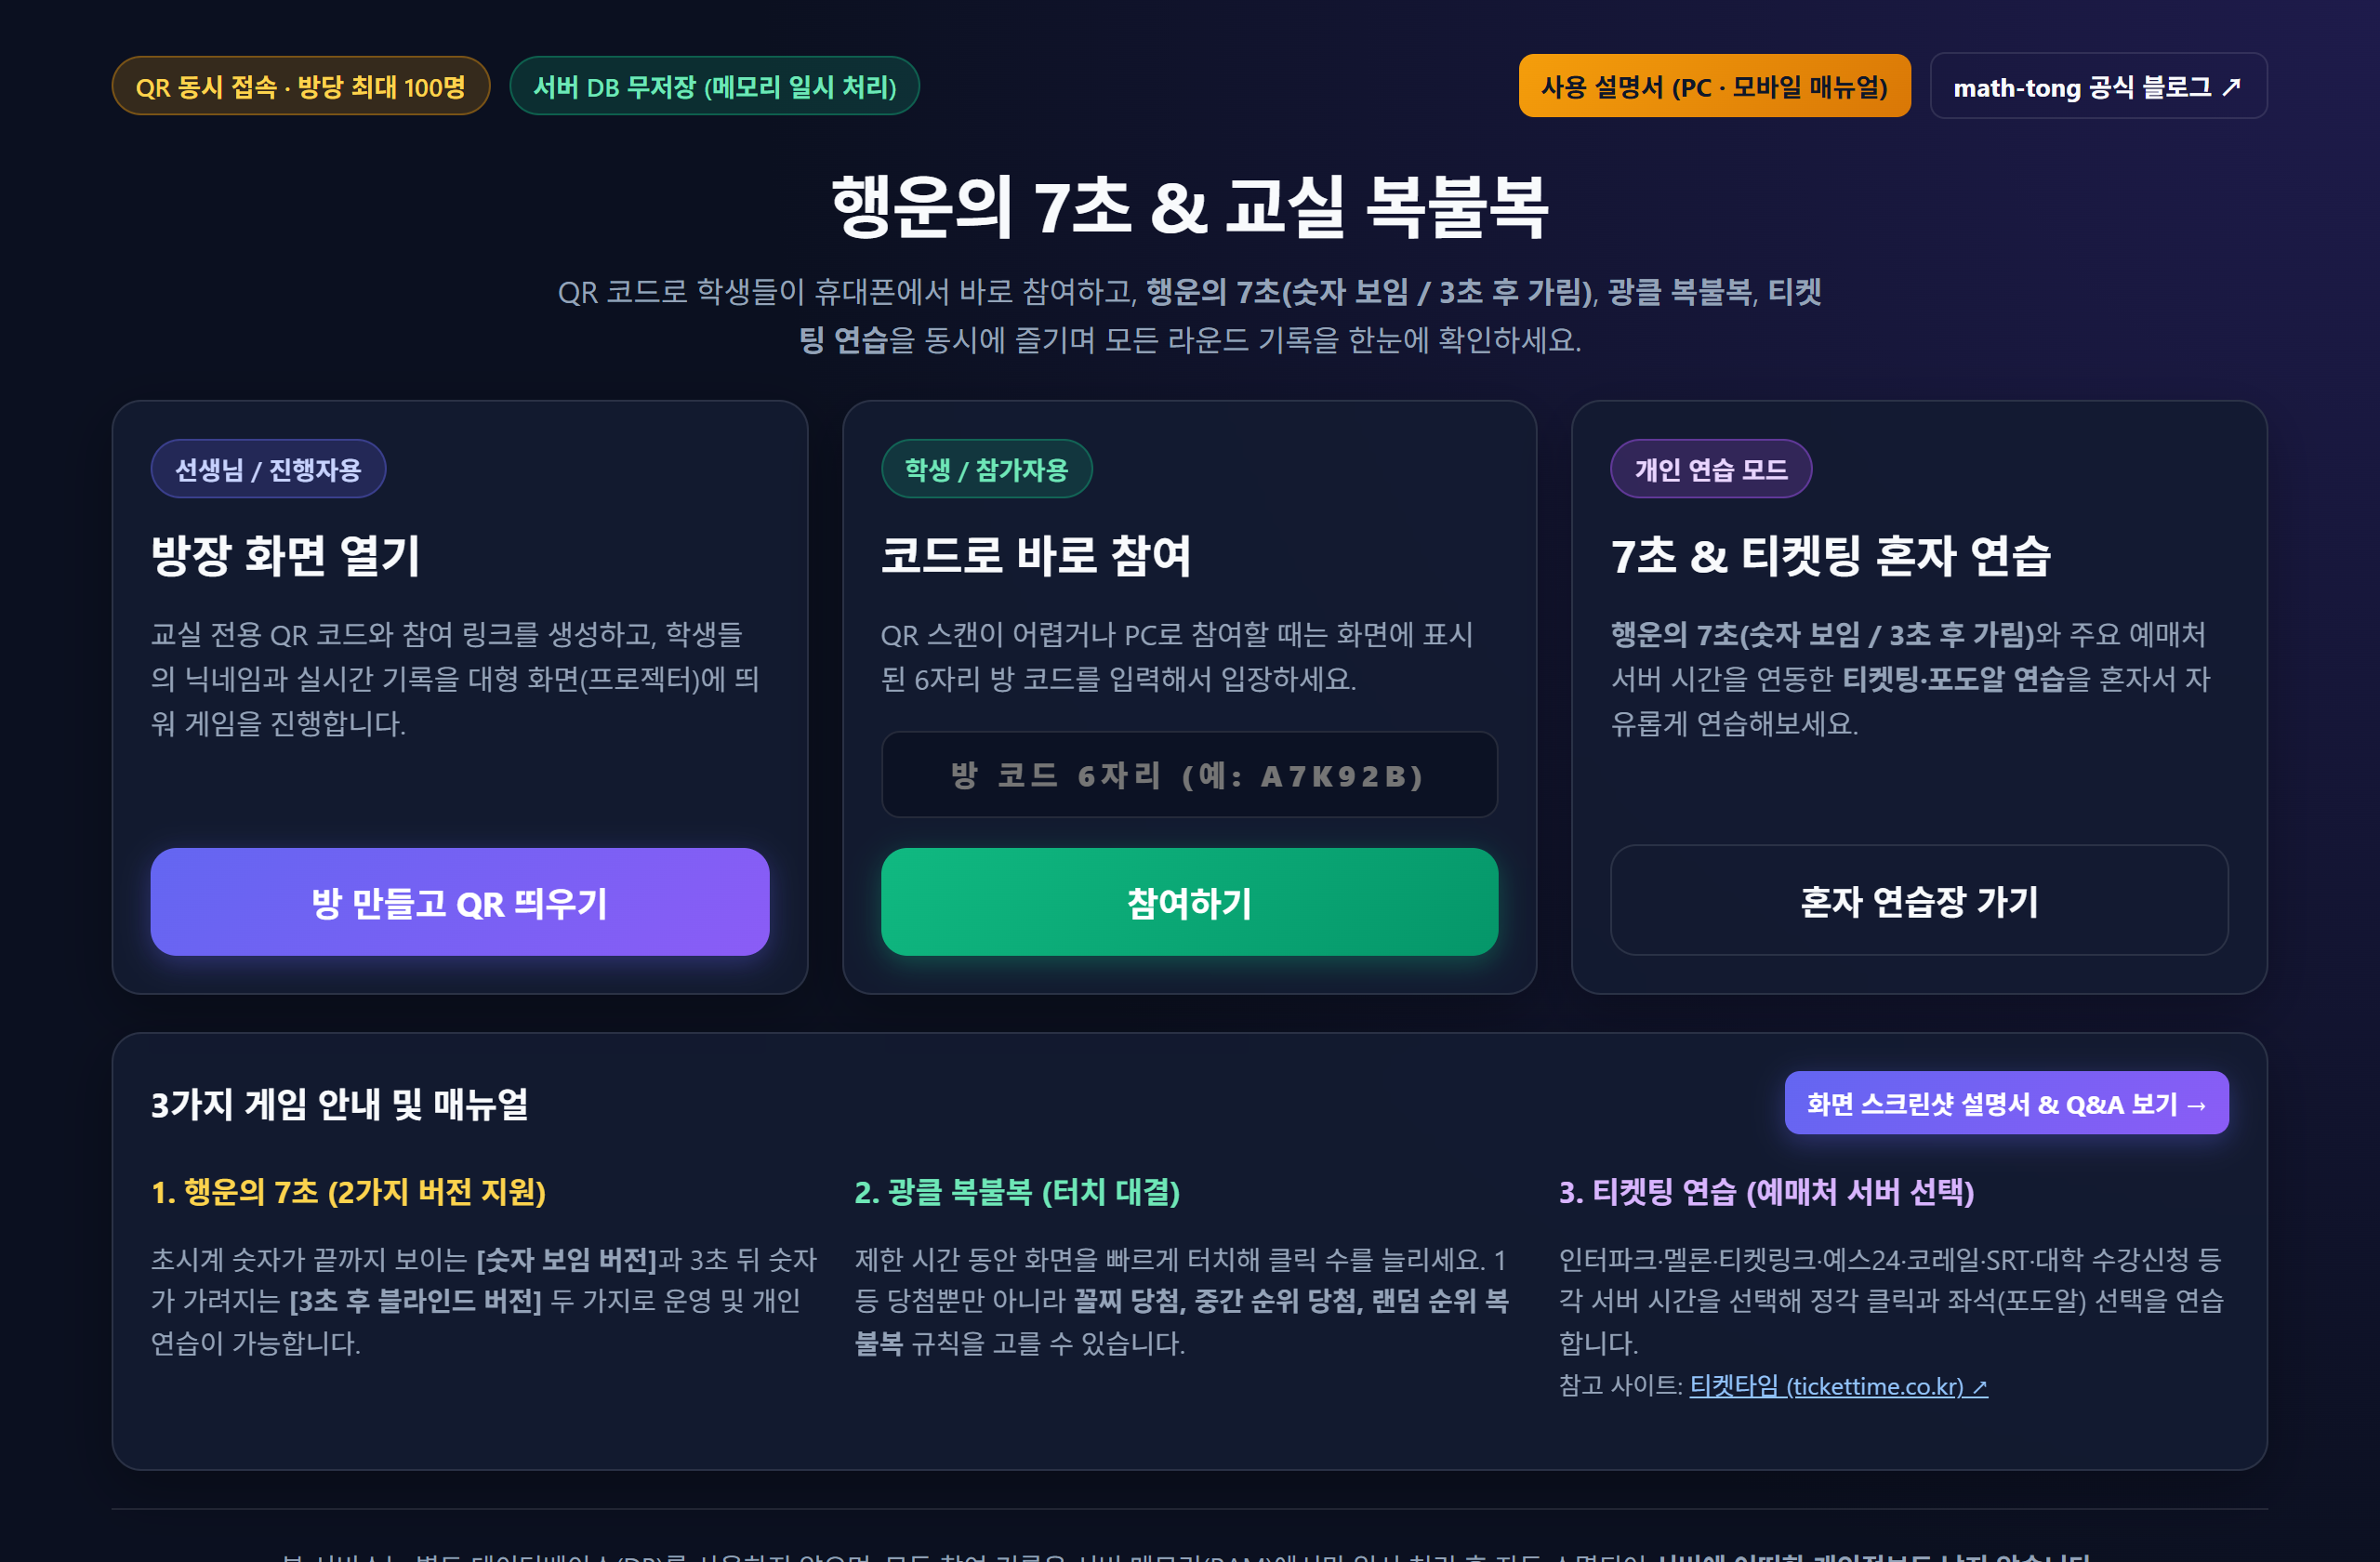 QR 동시 접속 · 방당 최대 100명
서버 DB 무저장 (메모리 일시 처리)
사용 설명서 (PC · 모바일 매뉴얼)
math-tong 공식 블로그 ↗
행운의 7초 & 교실 복불복
QR 코드로 학생들이 휴대폰에서 바로 참여하고, 행운의 7초(숫자 보임 / 3초 후 가림), 광클 복불복, 티켓
팅 연습을 동시에 즐기며 모든 라운드 기록을 한눈에 확인하세요.
선생님 / 진행자용
방장 화면 열기
교실 전용 QR 코드와 참여 링크를 생성하고, 학생들
의 닉네임과 실시간 기록을 대형 화면(프로젝터)에 띄
워 게임을 진행합니다.
방 만들고 QR 띄우기
학생 / 참가자용
코드로 바로 참여
QR 스캔이 어렵거나 PC로 참여할 때는 화면에 표시
된 6자리 방 코드를 입력해서 입장하세요.
방 코드 6자리 (예: A7K92B)
참여하기
개인 연습 모드
7초 & 티켓팅 혼자 연습
행운의 7초(숫자 보임 / 3초 후 가림)와 주요 예매처
서버 시간을 연동한 티켓팅·포도알 연습을 혼자서 자
유롭게 연습해보세요.
혼자 연습장 가기
3가지 게임 안내 및 매뉴얼
화면 스크린샷 설명서 & Q&A 보기 →
1. 행운의 7초 (2가지 버전 지원)
초시계 숫자가 끝까지 보이는 [숫자 보임 버전]과 3초 뒤 숫자
가 가려지는 [3초 후 블라인드 버전] 두 가지로 운영 및 개인
연습이 가능합니다.
2. 광클 복불복 (터치 대결)
제한 시간 동안 화면을 빠르게 터치해 클릭 수를 늘리세요. 1
등 당첨뿐만 아니라 꼴찌 당첨, 중간 순위 당첨, 랜덤 순위 복
불복 규칙을 고를 수 있습니다.
3. 티켓팅 연습 (예매처 서버 선택)
인터파크·멜론·티켓링크·예스24·코레일·SRT·대학 수강신청 등
각 서버 시간을 선택해 정각 클릭과 좌석(포도알) 선택을 연습
합니다.
참고 사이트: 티켓타임 (tickettime.co.kr) ↗